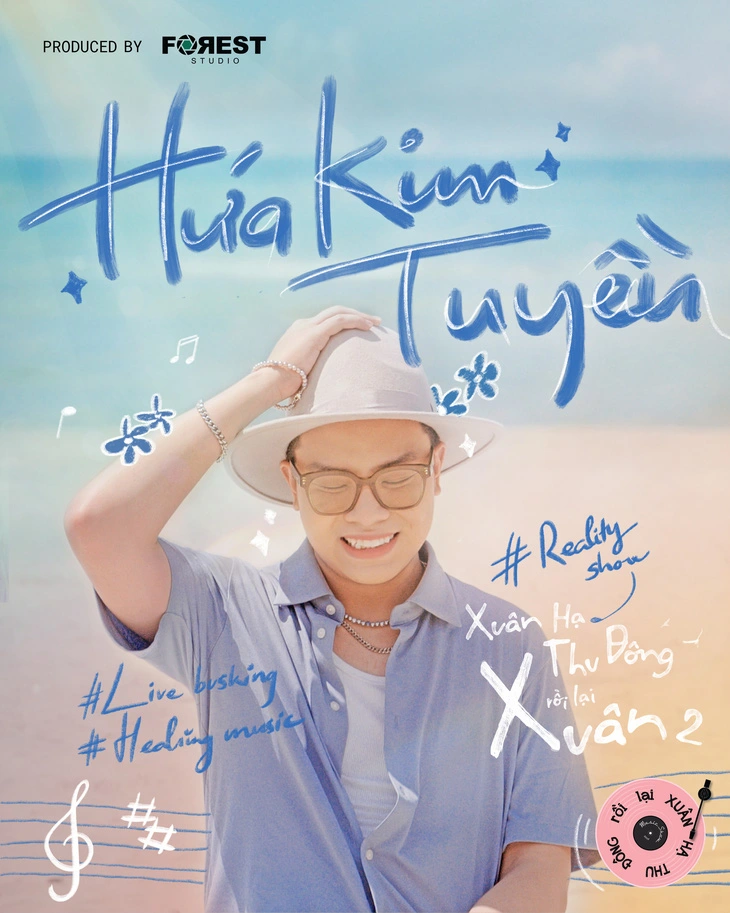 PRODUCED BY FOREST
STUDIO
Hứa Kim
Tuyền
#Reality
show
Xuân Hạ
Thu Đông
rồi lại
Xuân 2
#Live busking
#Healing music
rồi lại XUÂN HẠ THU ĐÔNG